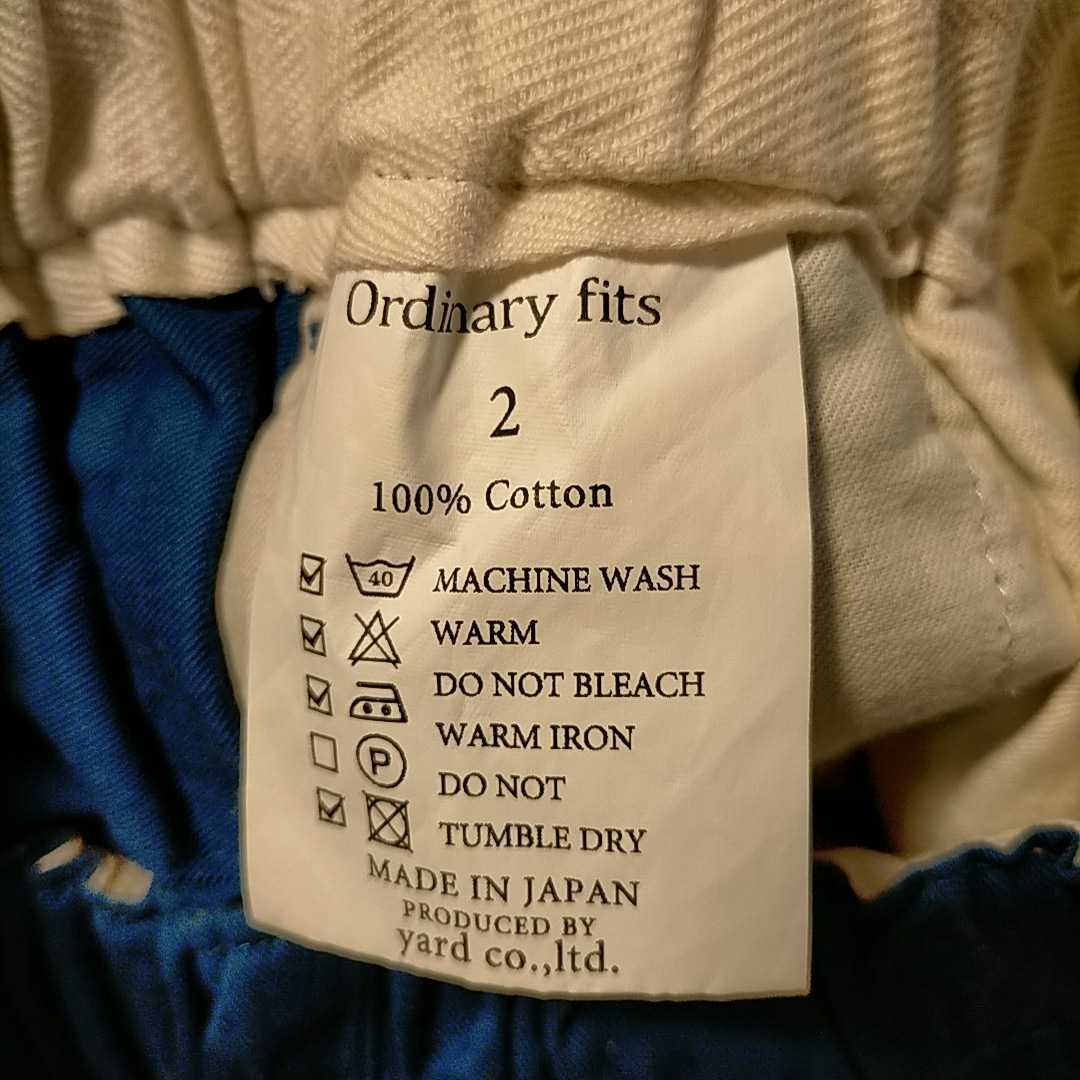 Ordinary fits
2
100% Cotton
40 MACHINE WASH
WARM
DO NOT BLEACH
WARM IRON
P
DO NOT
TUMBLE DRY
MADE IN JAPAN
PRODUCED BY
yard co.,ltd.